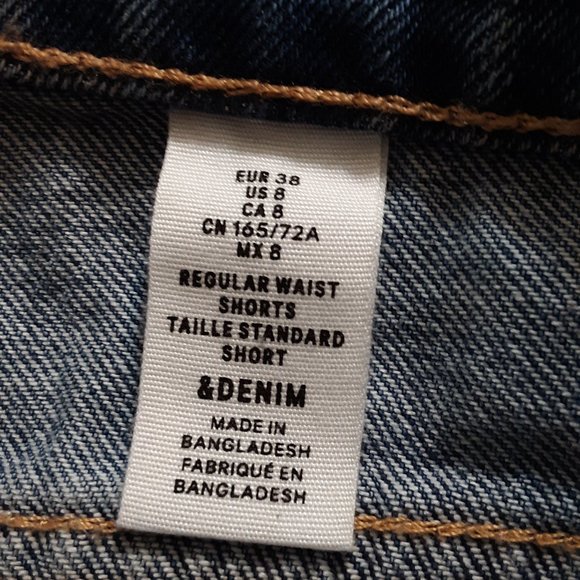 EUR 38
US 8
CA 8
CN 165/72A
MX 8
REGULAR WAIST
SHORTS
TAILLE STANDARD
SHORT
&DENIM
MADE IN
BANGLADESH
FABRIQUÉ EN
BANGLADESH